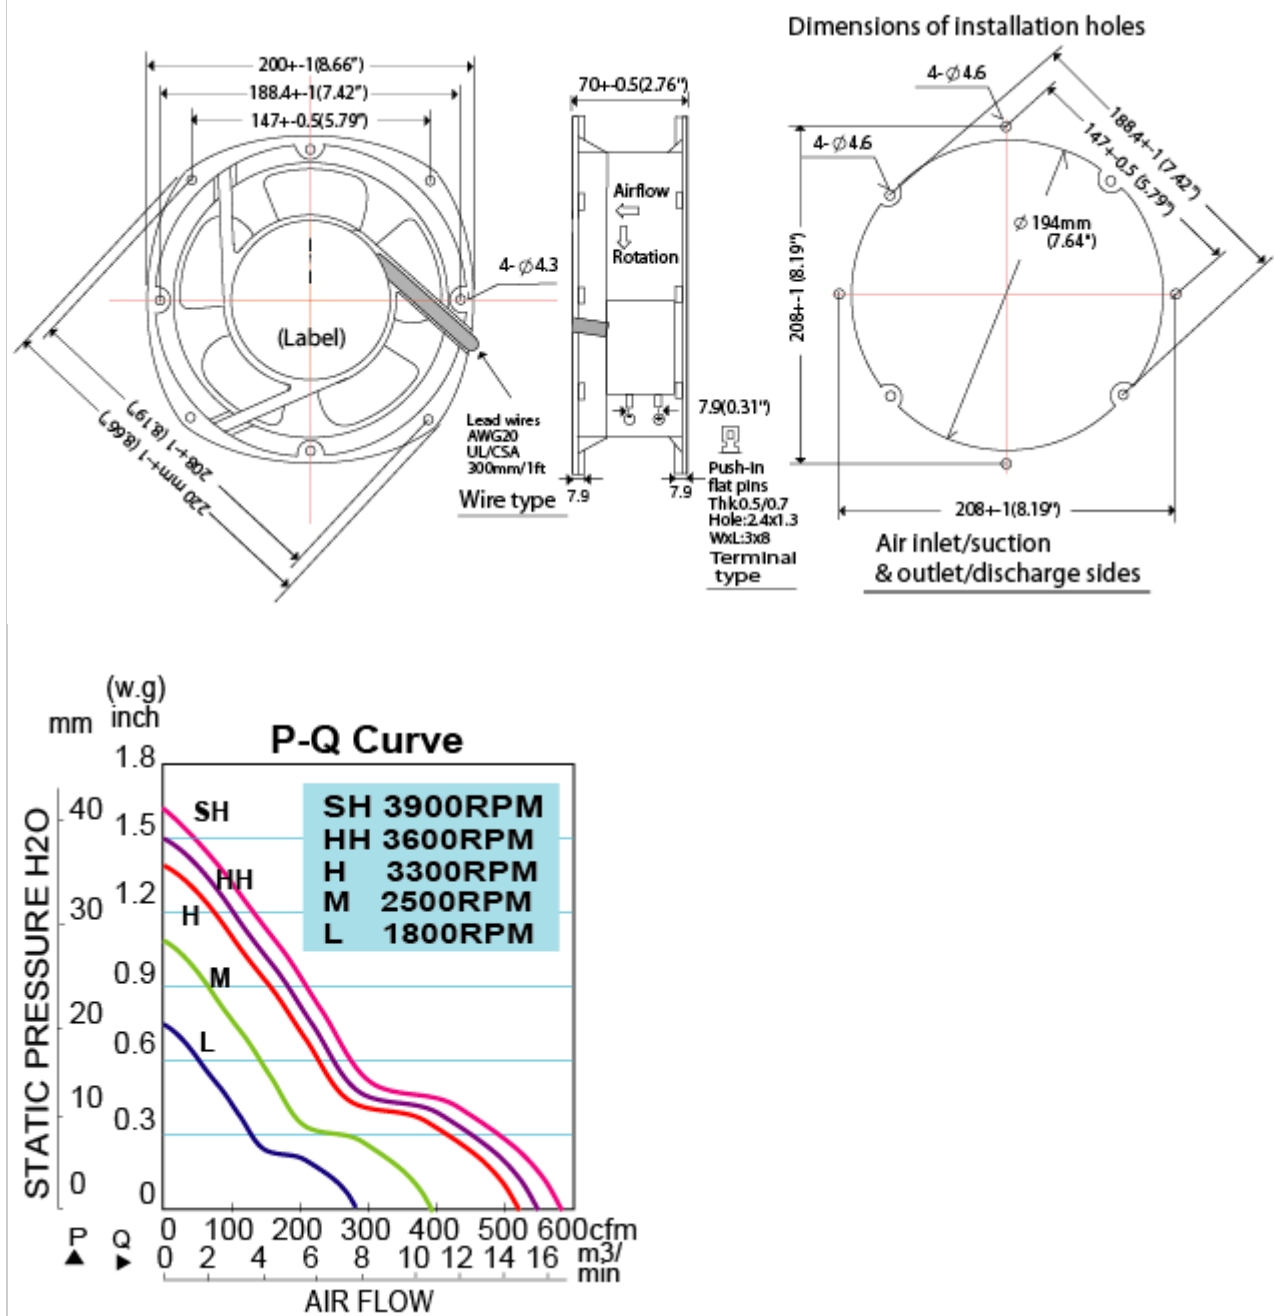 Dimensions of installation holes
200+-1(8.66")
188.4+-1(7.42")
147+-0.5(5.79")
70+-0.5(2.76")
4-Ø4.6
4-Ø4.6
188.4+-1 (7.42")
147+-0.5 (5.79")
Airflow
Rotation
Ø 194mm
(7.64")
208+-1 (8.19")
4-Ø4.3
(Label)
208+-1 (8.19")
220 mm+-1 (8.66")
Lead wires
AWG20
UL/CSA
300mm/1ft
Wire type
7.9
7.9
7.9(0.31")
Push-in
flat pins
Thk:0.5/0.7
Hole:2.4x1.3
WxL:3x8
Terminal
type
208+-1(8.19")
Air inlet/suction
& outlet/discharge sides
(w.g)
mm inch
P-Q Curve
STATIC PRESSURE H2O
40
30
20
10
0
1.8
1.5
1.2
0.9
0.6
0.3
0
SH
HH
H
M
L
SH 3900RPM
HH 3600RPM
H 3300RPM
M 2500RPM
L 1800RPM
P Q
0 100 200 300 400 500 600cfm
0 2 4 6 8 10 12 14 16 m3/
min
AIR FLOW